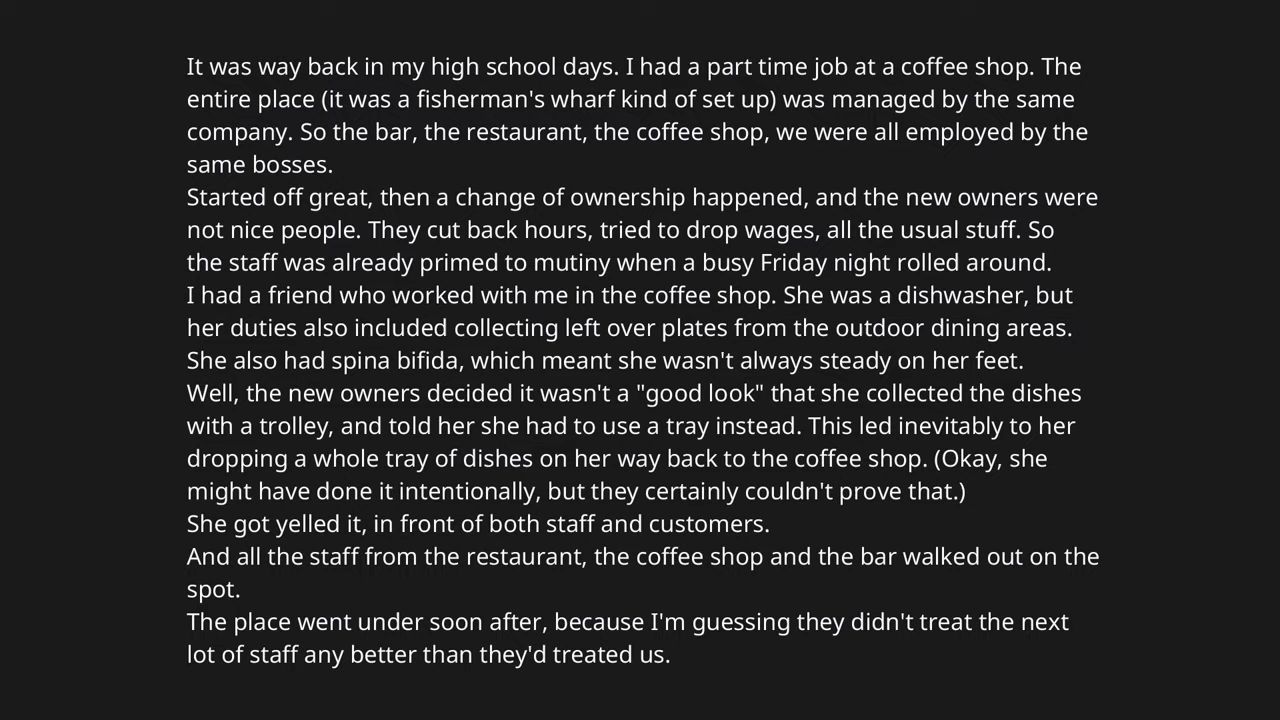 It was way back in my high school days. I had a part time job at a coffee shop. The
entire place (it was a fisherman's wharf kind of set up) was managed by the same
company. So the bar, the restaurant, the coffee shop, we were all employed by the
same bosses.
Started off great, then a change of ownership happened, and the new owners were
not nice people. They cut back hours, tried to drop wages, all the usual stuff. So
the staff was already primed to mutiny when a busy Friday night rolled around.
I had a friend who worked with me in the coffee shop. She was a dishwasher, but
her duties also included collecting left over plates from the outdoor dining areas.
She also had spina bifida, which meant she wasn't always steady on her feet.
Well, the new owners decided it wasn't a "good look" that she collected the dishes
with a trolley, and told her she had to use a tray instead. This led inevitably to her
dropping a whole tray of dishes on her way back to the coffee shop. (Okay, she
might have done it intentionally, but they certainly couldn't prove that.)
She got yelled it, in front of both staff and customers.
And all the staff from the restaurant, the coffee shop and the bar walked out on the
spot.
The place went under soon after, because I'm guessing they didn't treat the next
lot of staff any better than they'd treated us.